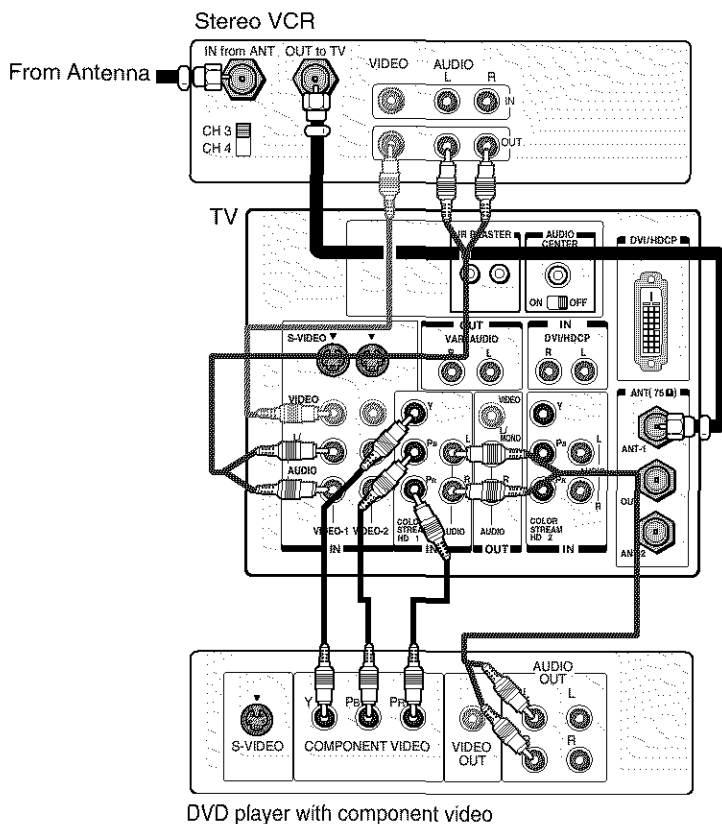 Stereo VCR
IN from ANT OUT to TV
VIDEO AUDIO
L R
IN
From Antenna
CH 3
CH 4
OUT
TV
AUDIO
CENTER
ON OFF
DVI/HDCP
OUT
VAR AUDIO
R L
IN
DVI/HDCP
R L
S-VIDEO
ANT(75Ω)
ANT-1
OUT
VIDEO
L/
AUDIO
VIDEO-1 VIDEO-2
IN
Y
PB
PR
L
R
COLOR
STREAM
HD 1
AUDIO
IN
VIDEO
L/
MONO
R
AUDIO
OUT
Y
PB
PR
L
R
COLOR
STREAM
HD 2
IN
AUDIO OUT
L
R
Y PB PR
S-VIDEO
COMPONENT VIDEO
VIDEO
OUT
DVD player with component video